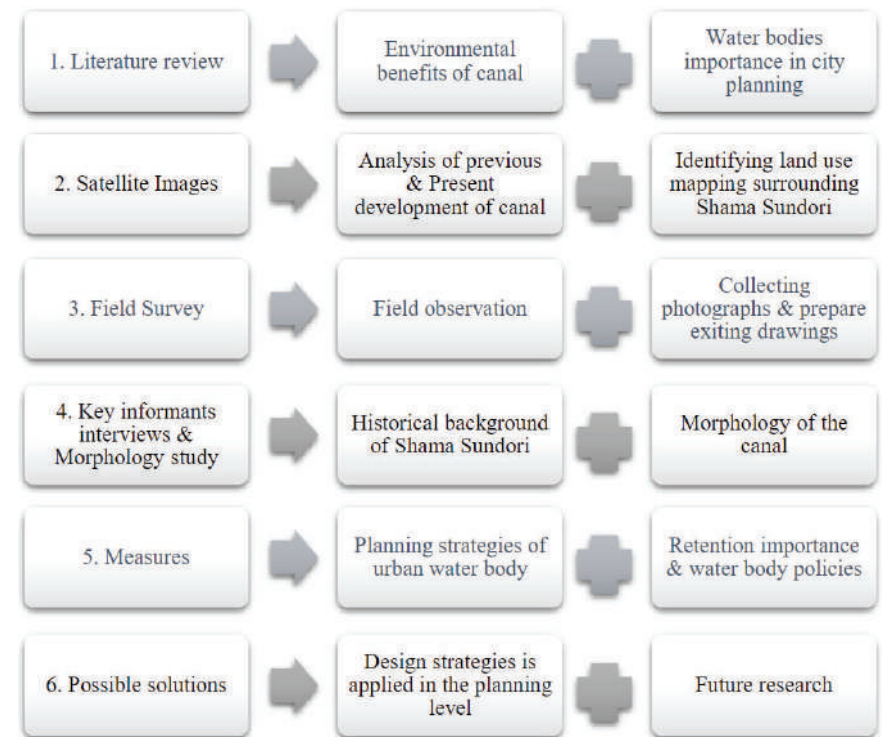 1. Literature review
Environmental
benefits of canal
Water bodies
importance in city
planning
2. Satellite Images
Analysis of previous
& Present
development of canal
Identifying land use
mapping surrounding
Shama Sundori
3. Field Survey
Field observation
Collecting
photographs & prepare
exiting drawings
4. Key informants
interviews &
Morphology study
Historical background
of Shama Sundori
Morphology of the
canal
5. Measures
Planning strategies of
urban water body
Retention importance
& water body policies
6. Possible solutions
Design strategies is
applied in the planning
level
Future research